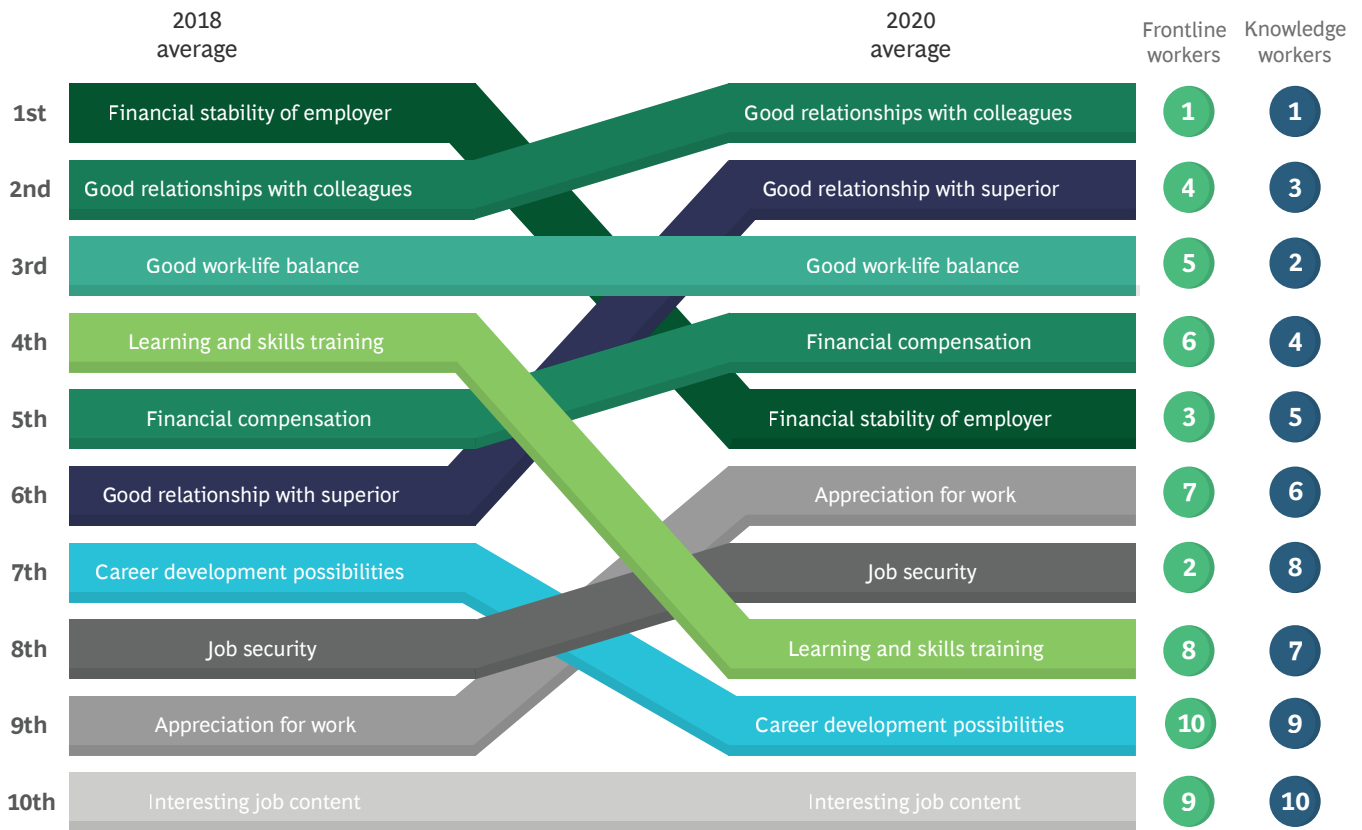 2018
average
2020
average
Frontline
workers
Knowledge
workers
1st
Financial stability of employer
Good relationships with colleagues
1
1
2nd
Good relationships with colleagues
Good relationship with superior
4
3
3rd
Good work-life balance
Good work-life balance
5
2
4th
Learning and skills training
Financial compensation
6
4
5th
Financial compensation
Financial stability of employer
3
5
6th
Good relationship with superior
Appreciation for work
7
6
7th
Career development possibilities
Job security
2
8
8th
Job security
Learning and skills training
8
7
9th
Appreciation for work
Career development possibilities
10
9
10th
Interesting job content
Interesting job content
9
10